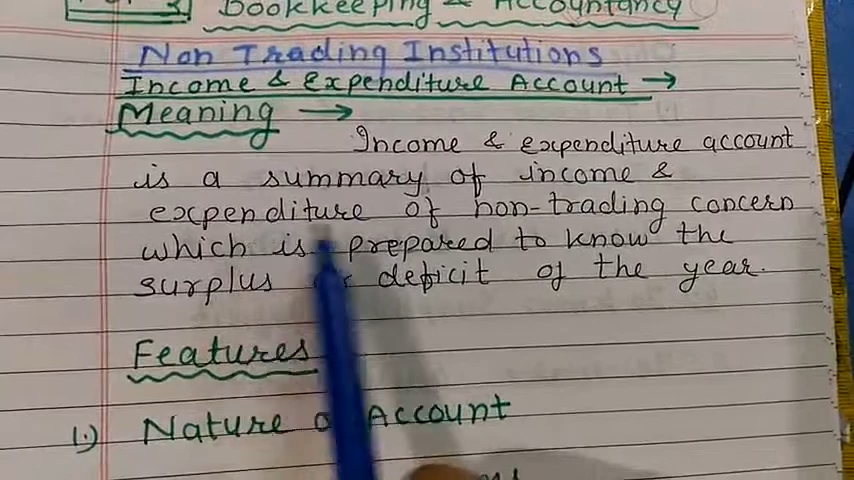 Bookkeeping & Accountancy
Non Trading Institutions
Income & Expenditure Account →
Meaning →
Income & expenditure account
is a summary of income &
expenditure of non-trading concern
which is prepared to know the
surplus deficit of the year.
Features
1.) Nature Account